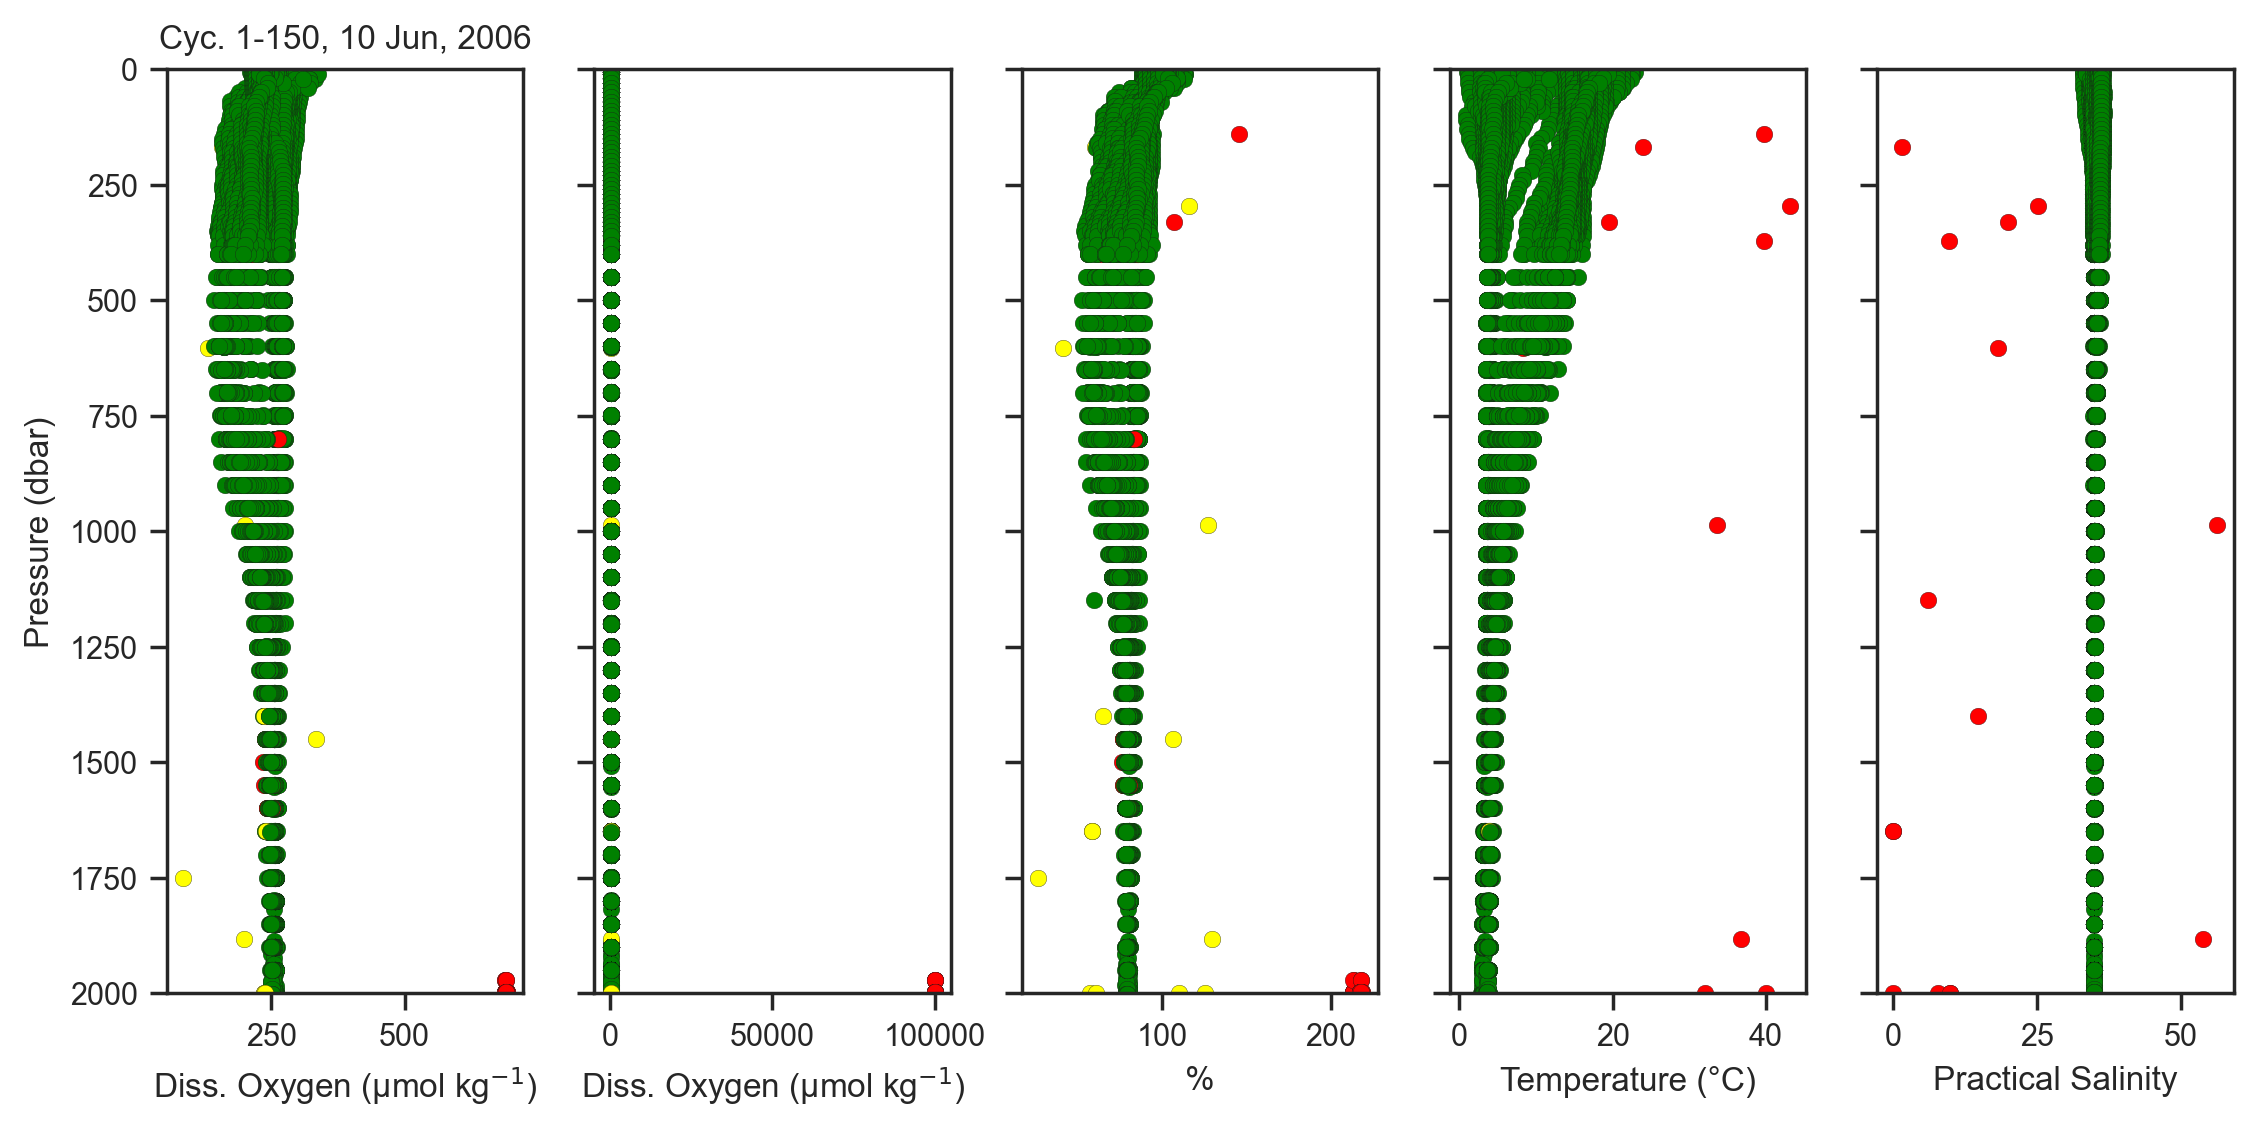 Cyc. 1-150, 10 Jun, 2006
Pressure (dbar)
0
250
500
750
1000
1250
1500
1750
2000
250 500
0 50000 100000
100 200
0 20 40
0 25 50
Diss. Oxygen (µmol kg⁻¹)
Diss. Oxygen (µmol kg⁻¹)
%
Temperature (°C)
Practical Salinity